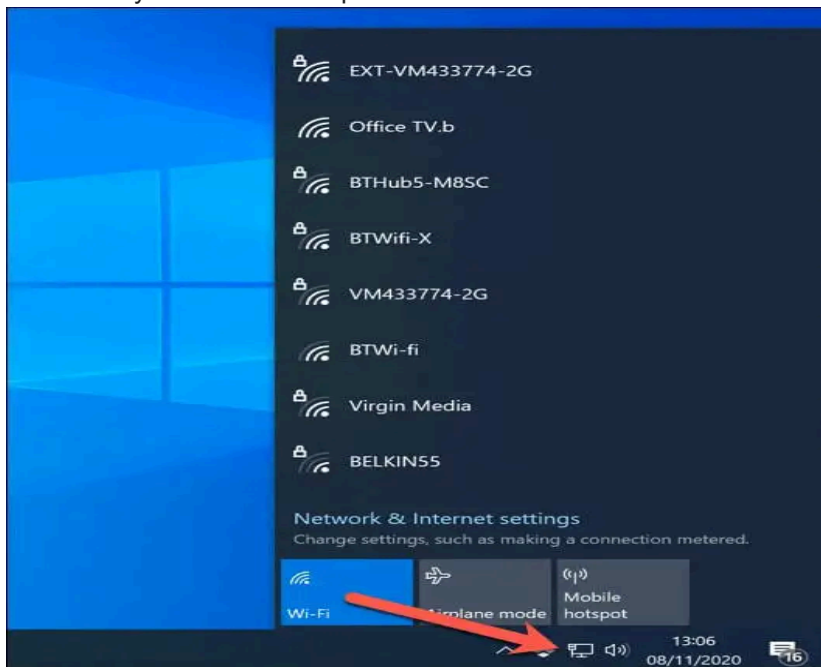 EXT-VM433774-2G
Office TV.b
BTHub5-M8SC
BTWifi-X
VM433774-2G
BTWi-fi
Virgin Media
BELKIN55
Network & Internet settings
Change settings, such as making a connection metered.
Wi-Fi
Airplane mode
Mobile
hotspot
13:06
08/11/2020
16